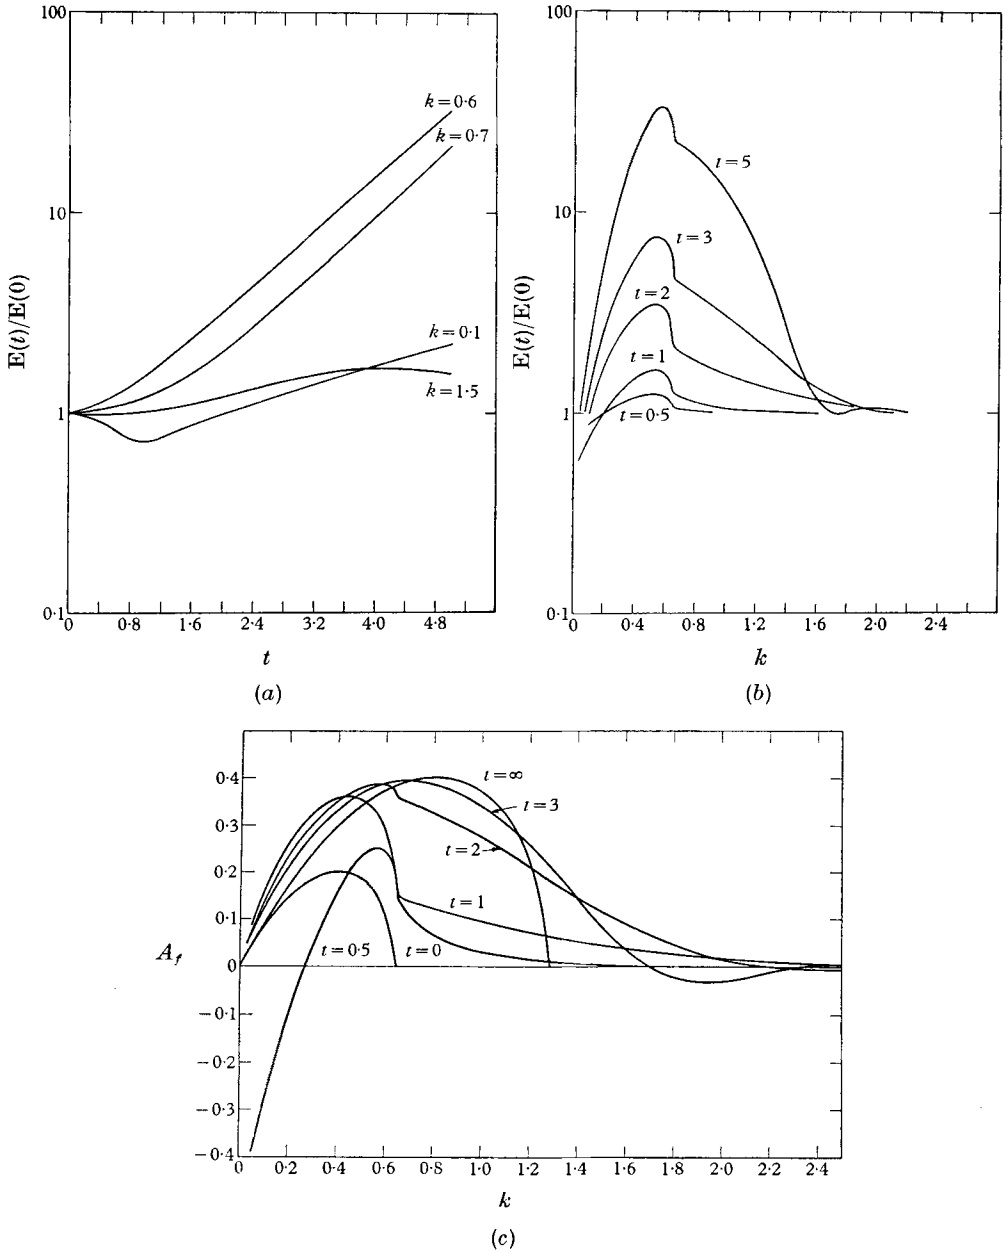 100
10
1
0·1
E(t)/E(0)
k=0·6
k=0·7
k=0·1
k=1·5
0 0·8 1·6 2·4 3·2 4·0 4·8
t
(a)
100
10
1
0·1
E(t)/E(0)
t=5
t=3
t=2
t=1
t=0·5
0 0·4 0·8 1·2 1·6 2·0 2·4
k
(b)
0·4
0·3
0·2
0·1
0
−0·1
−0·2
−0·3
−0·4
A_f
t=∞
t=3
t=2
t=1
t=0·5
t=0
0 0·2 0·4 0·6 0·8 1·0 1·2 1·4 1·6 1·8 2·0 2·2 2·4
k
(c)